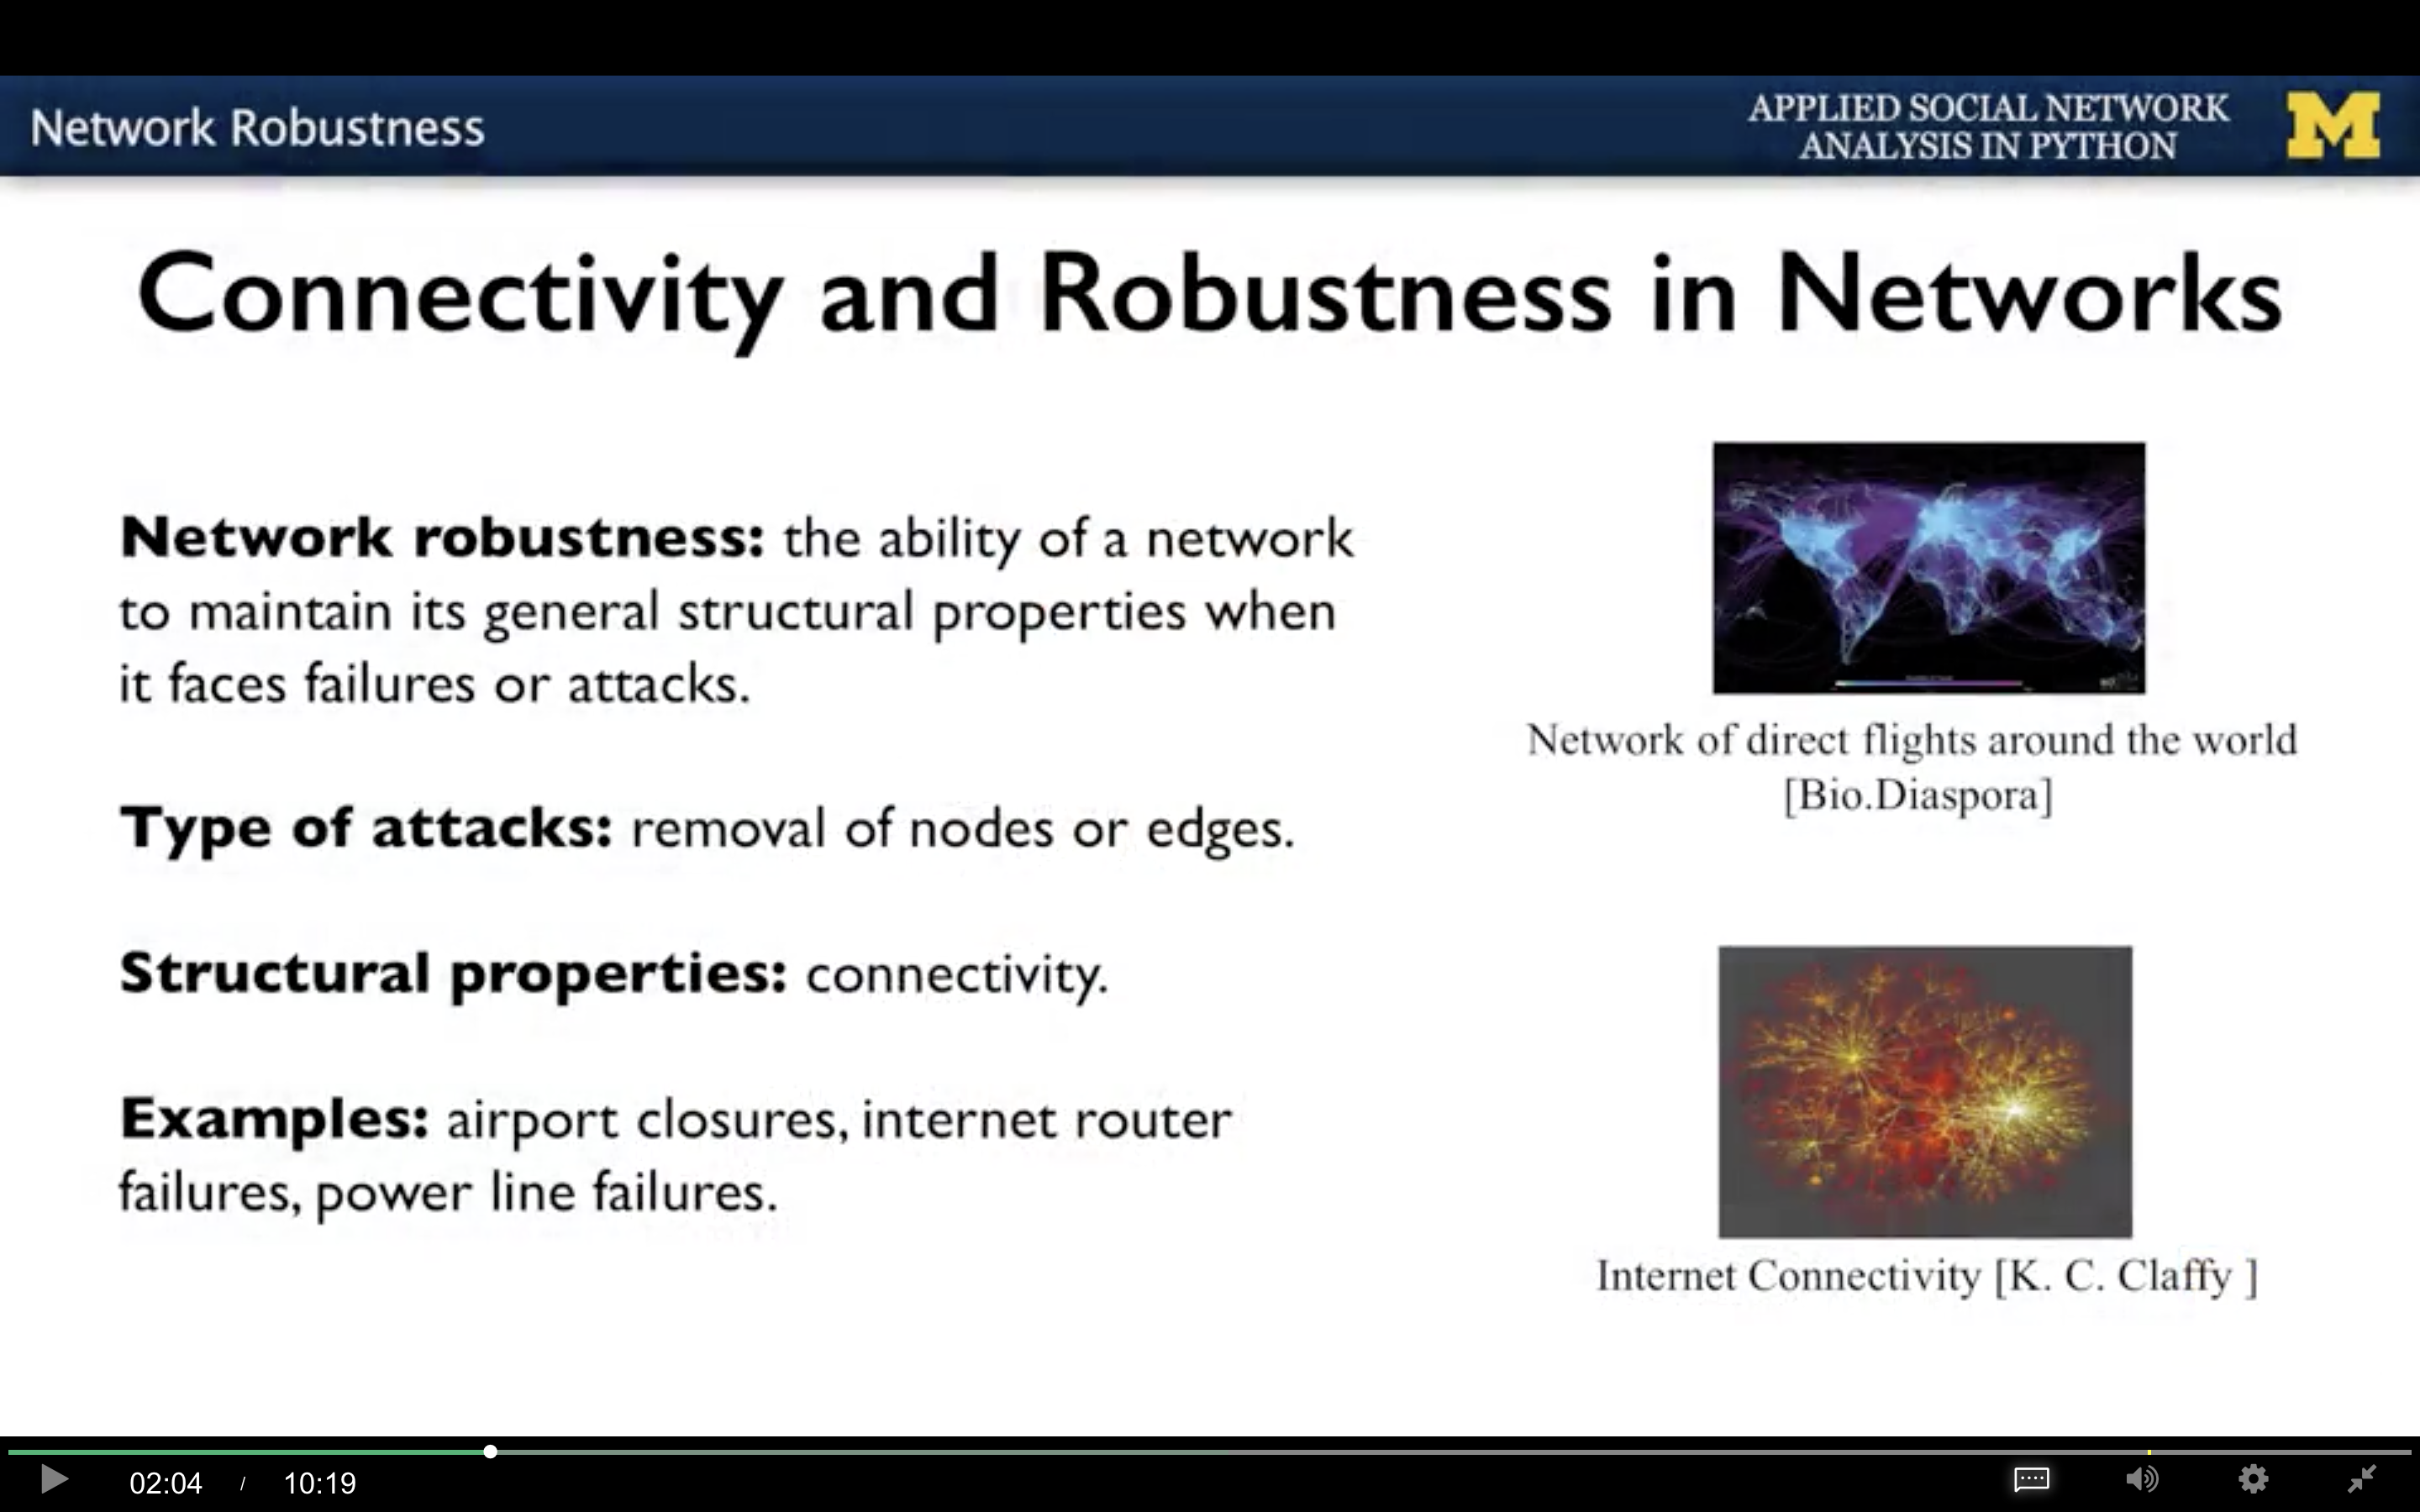 Network Robustness
APPLIED SOCIAL NETWORK
ANALYSIS IN PYTHON
M
Connectivity and Robustness in Networks
Network robustness: the ability of a network
to maintain its general structural properties when
it faces failures or attacks.
Type of attacks: removal of nodes or edges.
Structural properties: connectivity.
Examples: airport closures, internet router
failures, power line failures.
Network of direct flights around the world
[Bio.Diaspora]
Internet Connectivity [K. C. Claffy ]
02:04 / 10:19